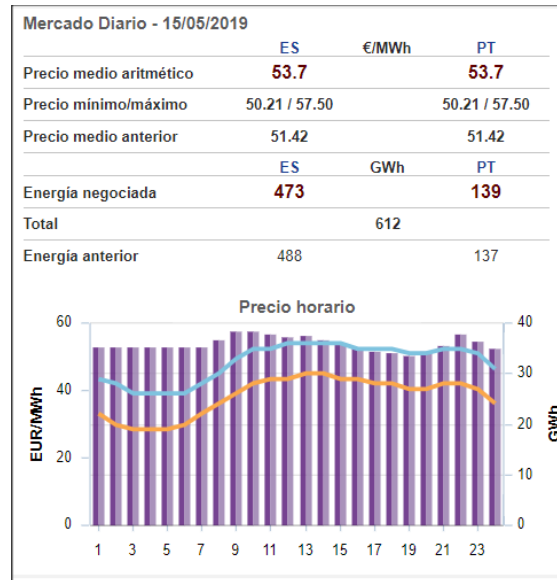 Mercado Diario - 15/05/2019
ES €/MWh PT
Precio medio aritmético 53.7 53.7
Precio mínimo/máximo 50.21 / 57.50 50.21 / 57.50
Precio medio anterior 51.42 51.42
ES GWh PT
Energía negociada 473 139
Total 612
Energía anterior 488 137
Precio horario
60 40
40 30
20 20
10
0 0
EUR/MWh
GWh
1 3 5 7 9 11 13 15 17 19 21 23